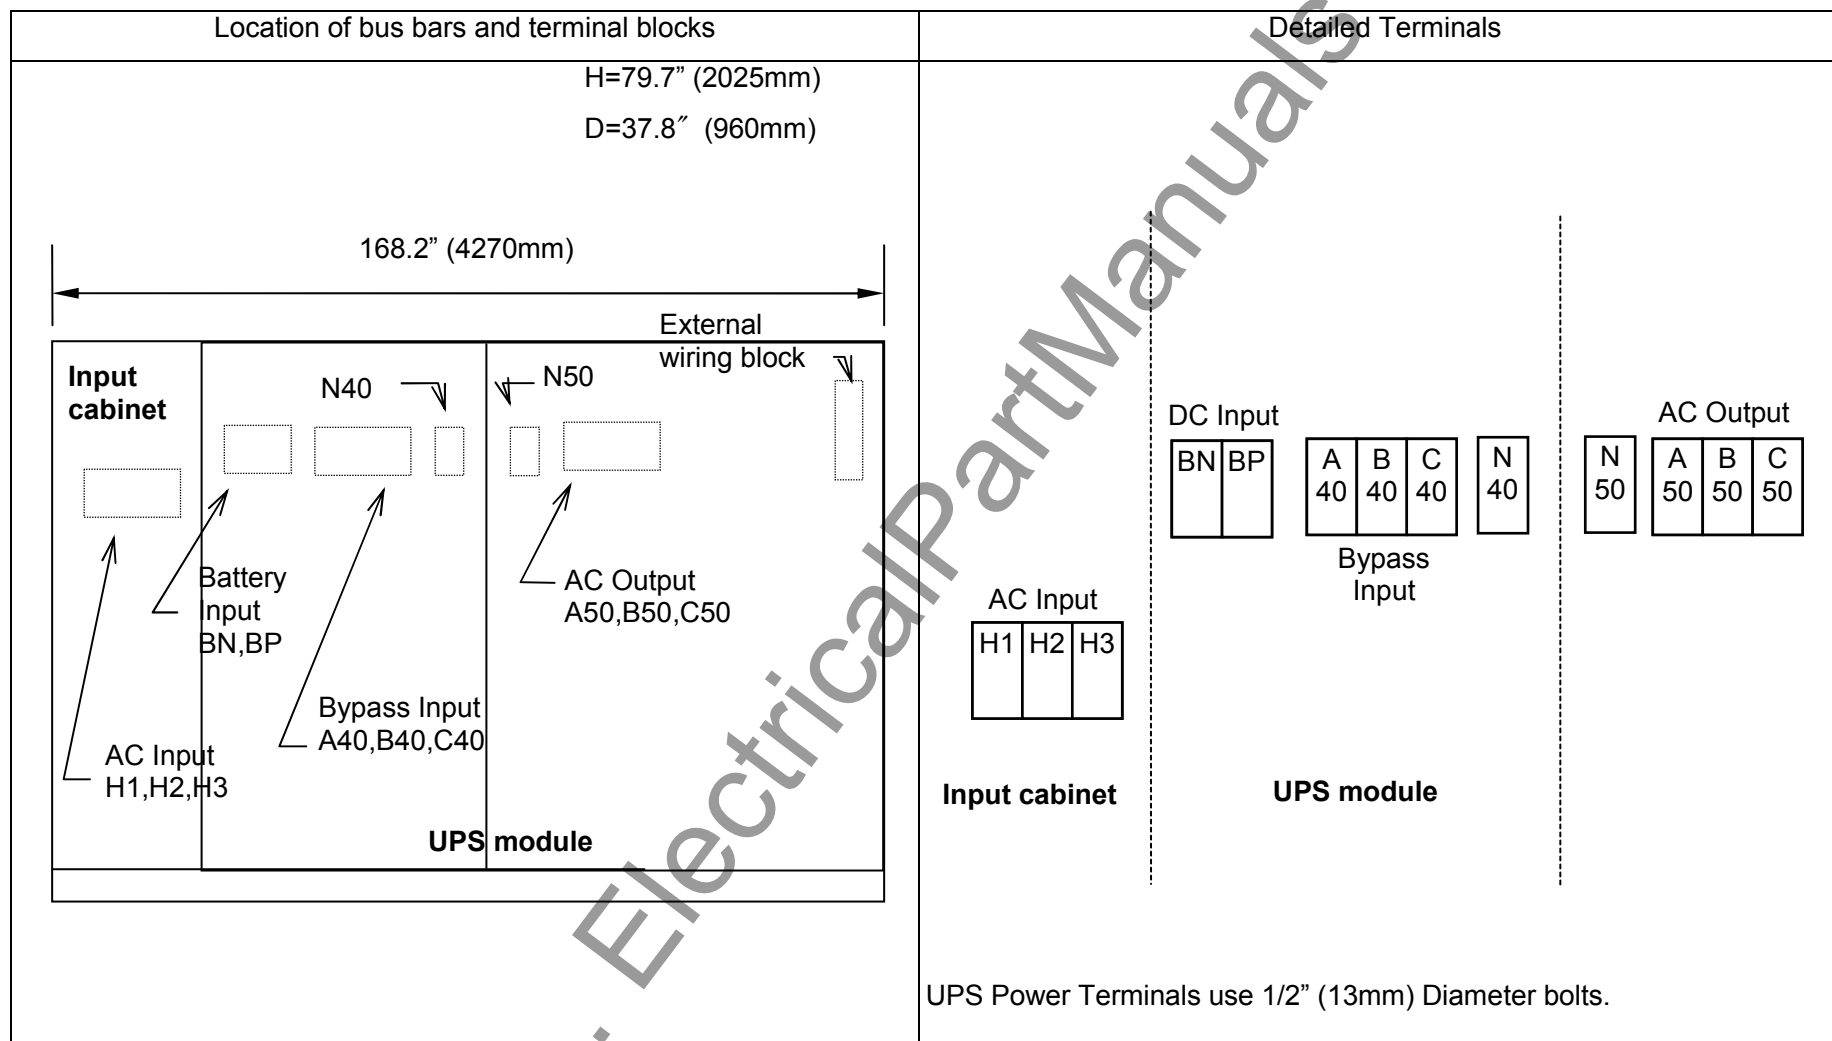 Location of bus bars and terminal blocks
Detailed Terminals
H=79.7” (2025mm)
D=37.8″ (960mm)
168.2” (4270mm)
External
wiring block
Input
cabinet
N40
N50
Battery
Input
BN,BP
AC Output
A50,B50,C50
Bypass Input
A40,B40,C40
AC Input
H1,H2,H3
UPS module
DC Input
BN BP
A B C
40 40 40
N
40
Bypass
Input
AC Output
N
50
A B C
50 50 50
AC Input
H1 H2 H3
Input cabinet
UPS module
UPS Power Terminals use 1/2” (13mm) Diameter bolts.
. ElectricalPartManuals